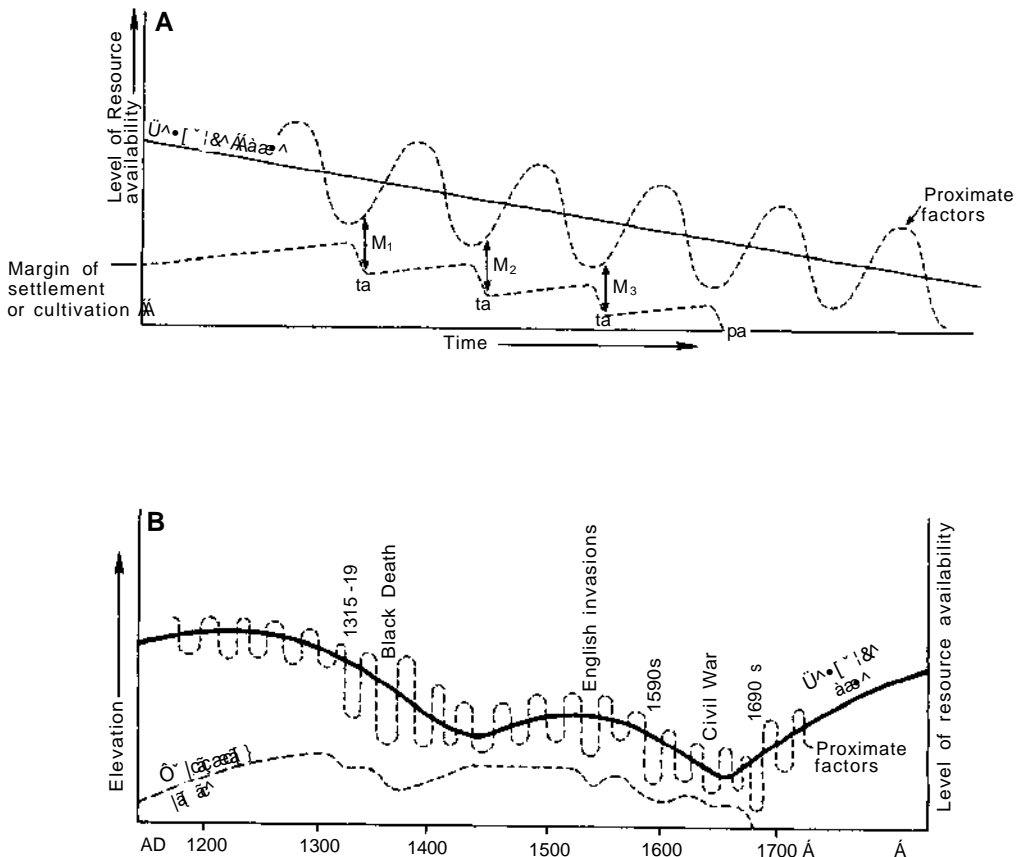 A
Level of Resource
availability
Proximate
factors
M1
M2
M3
Margin of
settlement
or cultivation
ta
ta
ta
pa
Time
B
Elevation
1315-19
Black Death
English invasions
1590s
Civil War
1690 s
Level of resource availability
Proximate
factors
AD 1200 1300 1400 1500 1600 1700